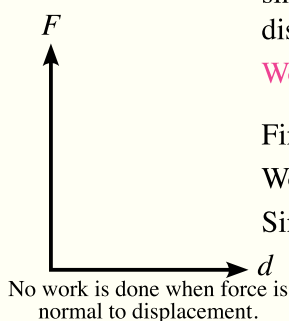 F
d
No work is done when force is
normal to displacement.